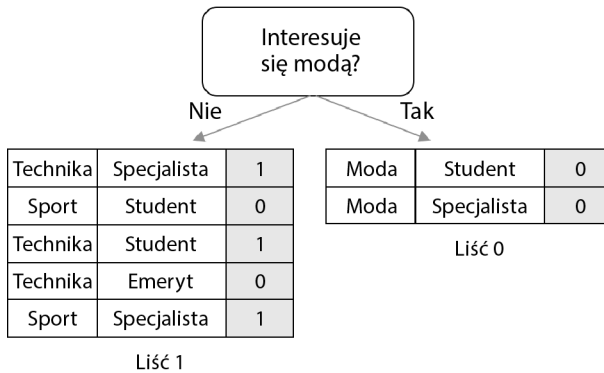 Interesuje
się modą?
Nie
Tak
Technika Specjalista 1
Sport Student 0
Technika Student 1
Technika Emeryt 0
Sport Specjalista 1
Liść 1
Moda Student 0
Moda Specjalista 0
Liść 0